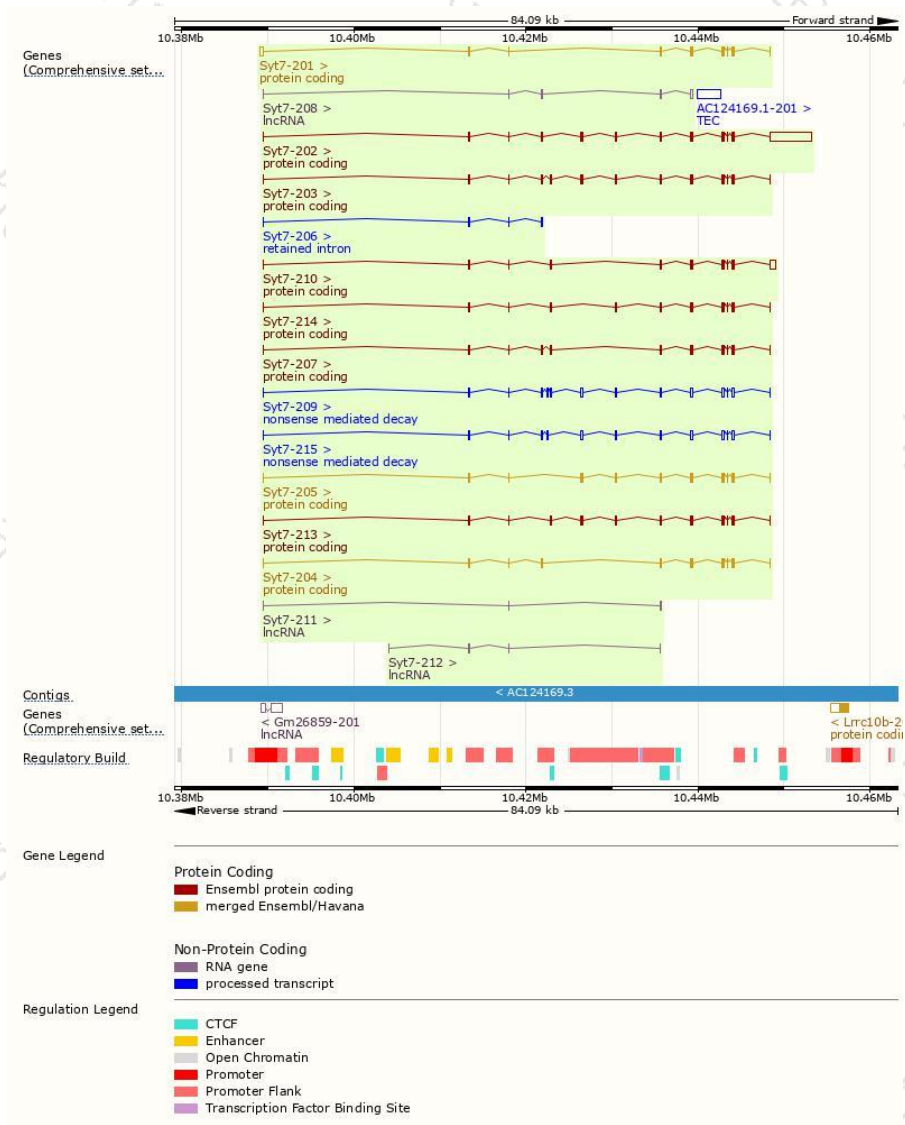 84.09 kb Forward strand
10.38Mb 10.40Mb 10.42Mb 10.44Mb 10.46Mb
Genes
(Comprehensive set...
Syt7-201 >
protein coding
Syt7-208 >
lncRNA
AC124169.1-201 >
TEC
Syt7-202 >
protein coding
Syt7-203 >
protein coding
Syt7-206 >
retained intron
Syt7-210 >
protein coding
Syt7-214 >
protein coding
Syt7-207 >
protein coding
Syt7-209 >
nonsense mediated decay
Syt7-215 >
nonsense mediated decay
Syt7-205 >
protein coding
Syt7-213 >
protein coding
Syt7-204 >
protein coding
Syt7-211 >
lncRNA
Syt7-212 >
lncRNA
Contigs < AC124169.3
Genes
(Comprehensive set...
< Gm26859-201
lncRNA
< Lrrc10b-2
protein codi
Regulatory Build
10.38Mb 10.40Mb 10.42Mb 10.44Mb 10.46Mb
Reverse strand 84.09 kb
Gene Legend
Protein Coding
Ensembl protein coding
merged Ensembl/Havana
Non-Protein Coding
RNA gene
processed transcript
Regulation Legend
CTCF
Enhancer
Open Chromatin
Promoter
Promoter Flank
Transcription Factor Binding Site